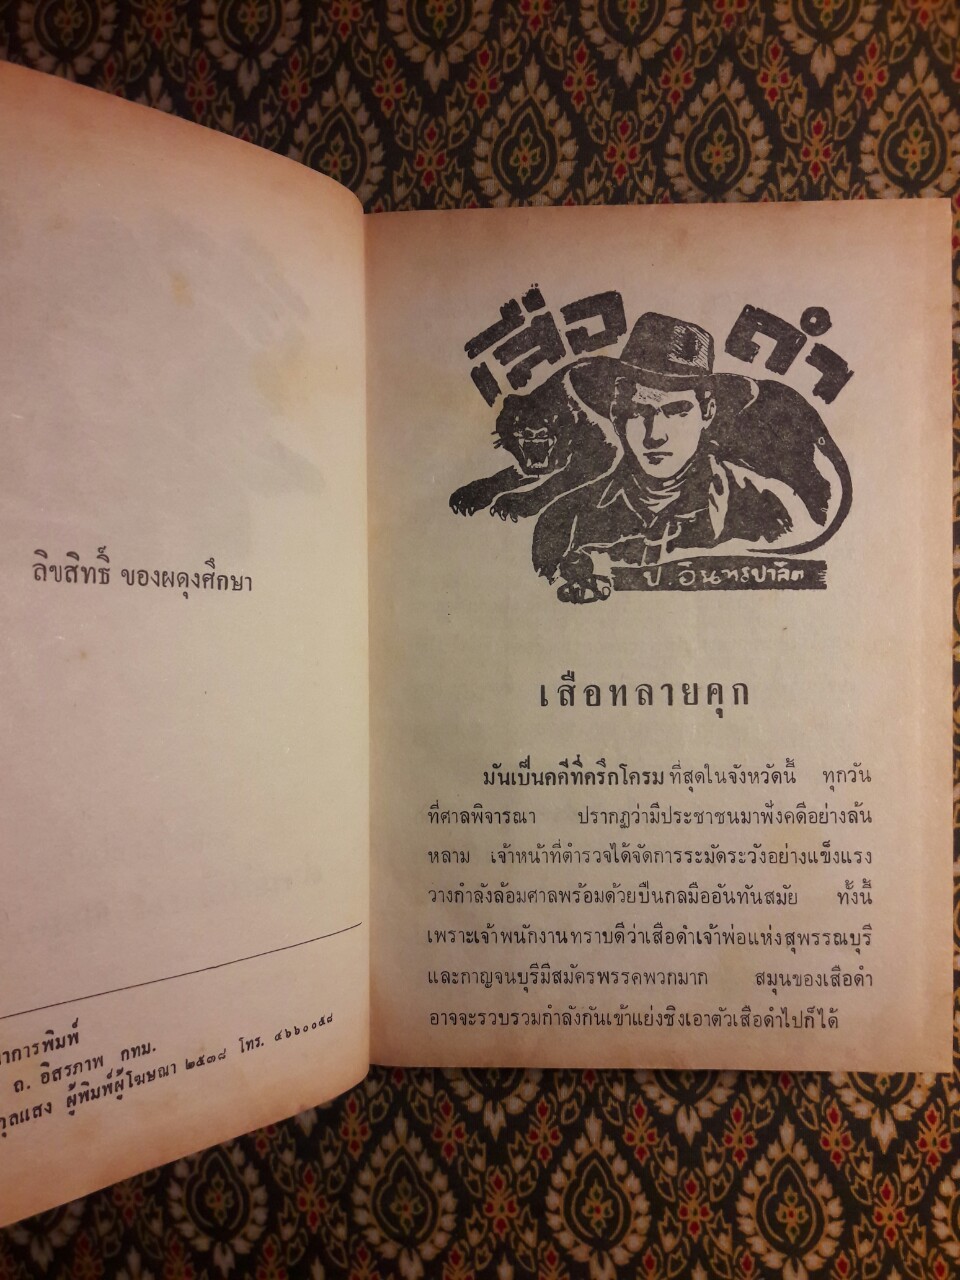 ลิขสิทธิ์ ของผดุงศึกษา
าการพิมพ์
ถ. อิสรภาพ กทม.
กุลแสง ผู้พิมพ์ผู้โฆษณา ๒๕๓๘ โทร. ๔๖๖๐๐๕๘
เสือดำ
ป. อินทรปาลิต
เสือทลายคุก
มันเป็นคดีที่ครึกโครม ที่สุดในจังหวัดนี้ ทุกวัน
ที่ศาลพิจารณา ปรากฏว่ามีประชาชนมาฟังคดีอย่างล้น
หลาม เจ้าหน้าที่ตำรวจได้จัดการระมัดระวังอย่างแข็งแรง
วางกำลังล้อมศาลพร้อมด้วยปืนกลมืออันทันสมัย ทั้งนี้
เพราะเจ้าพนักงานทราบดีว่าเสือดำเจ้าพ่อแห่งสุพรรณบุรี
และกาญจนบุรีมีสมัครพรรคพวกมาก สมุนของเสือดำ
อาจจะรวบรวมกำลังกันเข้าแย่งชิงเอาตัวเสือดำไปก็ได้